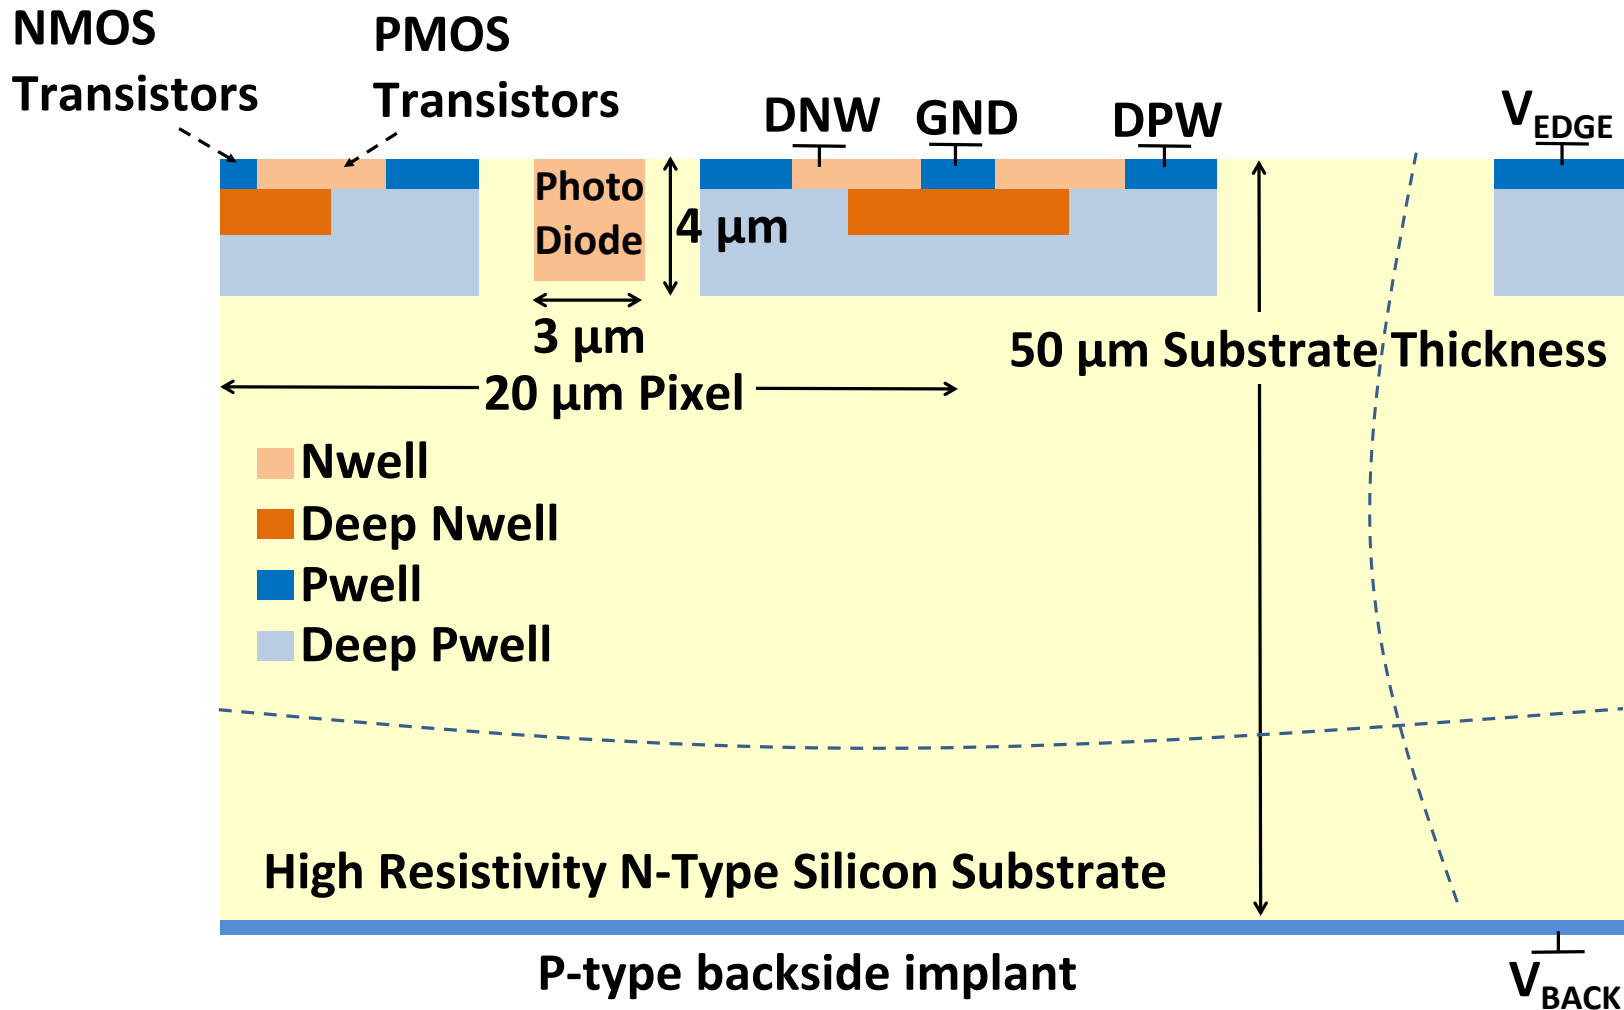 NMOS
Transistors
PMOS
Transistors
DNW
GND
DPW
VEDGE
Photo
Diode
4 µm
3 µm
50 µm Substrate Thickness
20 µm Pixel
Nwell
Deep Nwell
Pwell
Deep Pwell
High Resistivity N-Type Silicon Substrate
P-type backside implant
VBACK